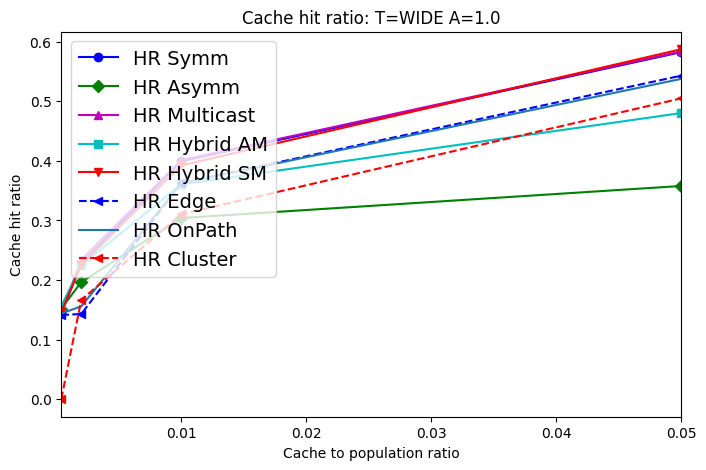 Cache hit ratio: T=WIDE A=1.0
0.6
0.5
0.4
0.3
0.2
0.1
0.0
Cache hit ratio
HR Symm
HR Asymm
HR Multicast
HR Hybrid AM
HR Hybrid SM
HR Edge
HR OnPath
HR Cluster
0.01 0.02 0.03 0.04 0.05
Cache to population ratio